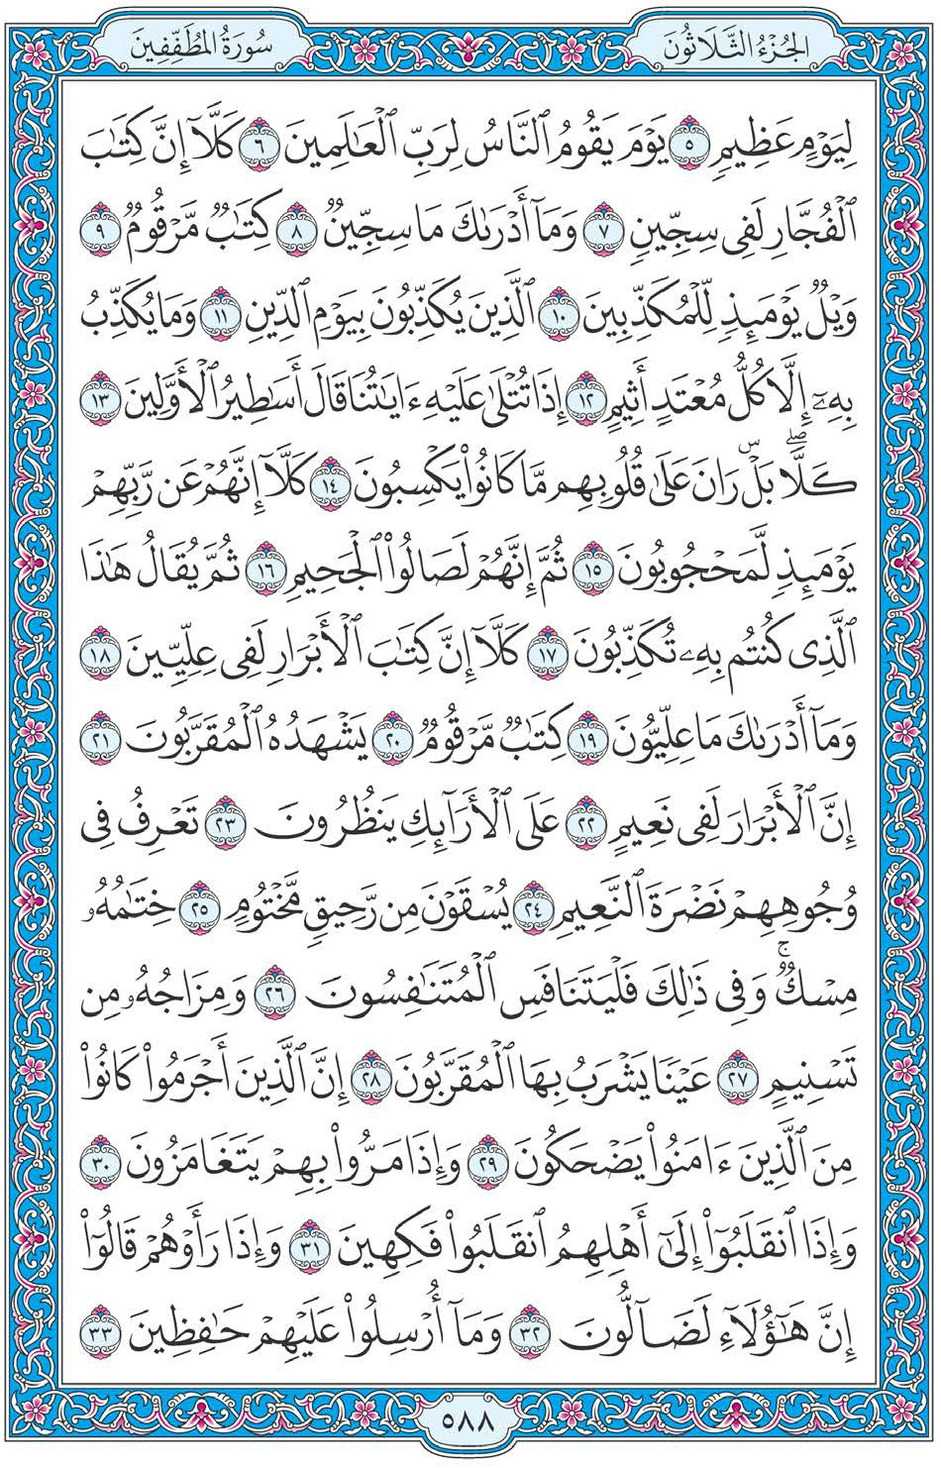 الجُزْءُ الثَّلَاثُونَ
سُورَةُ المُطَفِّفِينَ
لِيَوْمٍ عَظِيمٍ ٥ يَوْمَ يَقُومُ ٱلنَّاسُ لِرَبِّ ٱلْعَـٰلَمِينَ ٦ كَلَّآ إِنَّ كِتَـٰبَ
ٱلْفُجَّارِ لَفِى سِجِّينٍ ٧ وَمَآ أَدْرَىٰكَ مَا سِجِّينٌ ٨ كِتَـٰبٌ مَّرْقُومٌ ٩
وَيْلٌ يَوْمَئِذٍ لِّلْمُكَذِّبِينَ ١٠ ٱلَّذِينَ يُكَذِّبُونَ بِيَوْمِ ٱلدِّينِ ١١ وَمَا يُكَذِّبُ
بِهِۦٓ إِلَّا كُلُّ مُعْتَدٍ أَثِيمٍ ١٢ إِذَا تُتْلَىٰ عَلَيْهِ ءَايَـٰتُنَا قَالَ أَسَـٰطِيرُ ٱلْأَوَّلِينَ ١٣
كَلَّا ۖ بَلْ ۜ رَانَ عَلَىٰ قُلُوبِهِم مَّا كَانُوا۟ يَكْسِبُونَ ١٤ كَلَّآ إِنَّهُمْ عَن رَّبِّهِمْ
يَوْمَئِذٍ لَّمَحْجُوبُونَ ١٥ ثُمَّ إِنَّهُمْ لَصَالُوا۟ ٱلْجَحِيمِ ١٦ ثُمَّ يُقَالُ هَـٰذَا
ٱلَّذِى كُنتُم بِهِۦ تُكَذِّبُونَ ١٧ كَلَّآ إِنَّ كِتَـٰبَ ٱلْأَبْرَارِ لَفِى عِلِّيِّينَ ١٨
وَمَآ أَدْرَىٰكَ مَا عِلِّيُّونَ ١٩ كِتَـٰبٌ مَّرْقُومٌ ٢٠ يَشْهَدُهُ ٱلْمُقَرَّبُونَ ٢١
إِنَّ ٱلْأَبْرَارَ لَفِى نَعِيمٍ ٢٢ عَلَى ٱلْأَرَآئِكِ يَنظُرُونَ ٢٣ تَعْرِفُ فِى
وُجُوهِهِمْ نَضْرَةَ ٱلنَّعِيمِ ٢٤ يُسْقَوْنَ مِن رَّحِيقٍ مَّخْتُومٍ ٢٥ خِتَـٰمُهُۥ
مِسْكٌ ۚ وَفِى ذَٰلِكَ فَلْيَتَنَافَسِ ٱلْمُتَنَـٰفِسُونَ ٢٦ وَمِزَاجُهُۥ مِن
تَسْنِيمٍ ٢٧ عَيْنًا يَشْرَبُ بِهَا ٱلْمُقَرَّبُونَ ٢٨ إِنَّ ٱلَّذِينَ أَجْرَمُوا۟ كَانُوا۟
مِنَ ٱلَّذِينَ ءَامَنُوا۟ يَضْحَكُونَ ٢٩ وَإِذَا مَرُّوا۟ بِهِمْ يَتَغَامَزُونَ ٣٠
وَإِذَا ٱنقَلَبُوٓا۟ إِلَىٰٓ أَهْلِهِمُ ٱنقَلَبُوا۟ فَكِهِينَ ٣١ وَإِذَا رَأَوْهُمْ قَالُوٓا۟
إِنَّ هَـٰٓؤُلَآءِ لَضَآلُّونَ ٣٢ وَمَآ أُرْسِلُوا۟ عَلَيْهِمْ حَـٰفِظِينَ ٣٣
٥٨٨